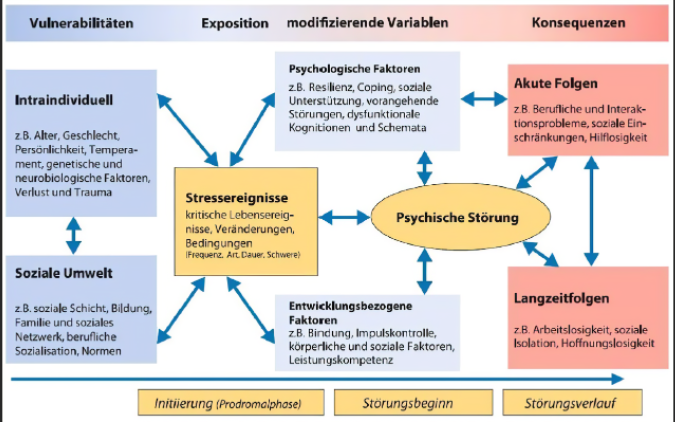 Vulnerabilitäten
Exposition
modifizierende Variablen
Konsequenzen
Intraindividuell
z.B. Alter, Geschlecht,
Persönlichkeit, Tempera-
ment, genetische und
neurobiologische Faktoren,
Verlust und Trauma
Soziale Umwelt
z.B. soziale Schicht, Bildung,
Familie und soziales
Netzwerk, berufliche
Sozialisation, Normen
Stressereignisse
kritische Lebensereig-
nisse, Veränderungen,
Bedingungen
(Frequenz, Art, Dauer, Schwere)
Psychologische Faktoren
z.B. Resilienz, Coping, soziale
Unterstützung, vorangehende
Störungen, dysfunktionale
Kognitionen und Schemata
Psychische Störung
Entwicklungsbezogene
Faktoren
z.B. Bindung, Impulskontrolle,
körperliche und soziale Faktoren,
Leistungskompetenz
Akute Folgen
z.B. Berufliche und Interak-
tionsprobleme, soziale Ein-
schränkungen, Hilflosigkeit
Langzeitfolgen
z.B. Arbeitslosigkeit, soziale
Isolation, Hoffnungslosigkeit
Initiierung (Prodromalphase)
Störungsbeginn
Störungsverlauf